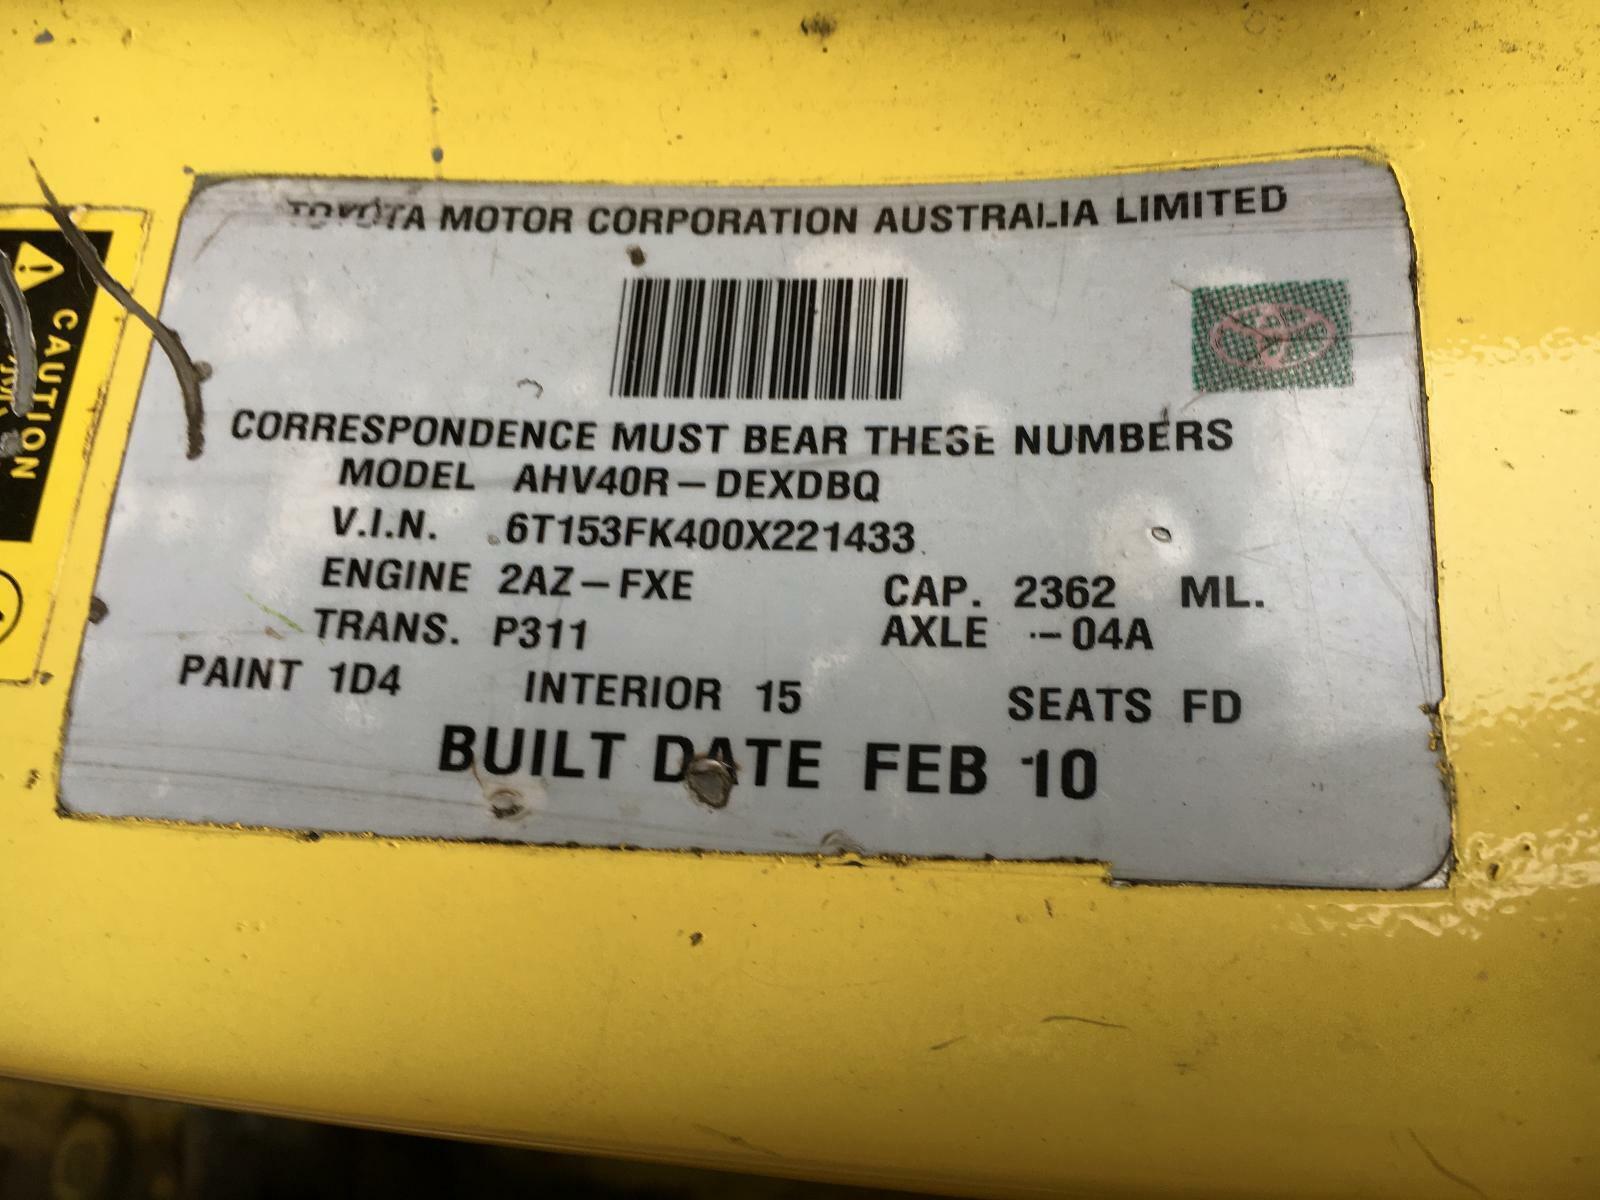 TOYOTA MOTOR CORPORATION AUSTRALIA LIMITED
CORRESPONDENCE MUST BEAR THESE NUMBERS
MODEL AHV40R-DEXDBQ
V.I.N. 6T153FK400X221433
ENGINE 2AZ-FXE CAP. 2362 ML.
TRANS. P311 AXLE -04A
PAINT 1D4 INTERIOR 15 SEATS FD
BUILT DATE FEB 10
CAUTION